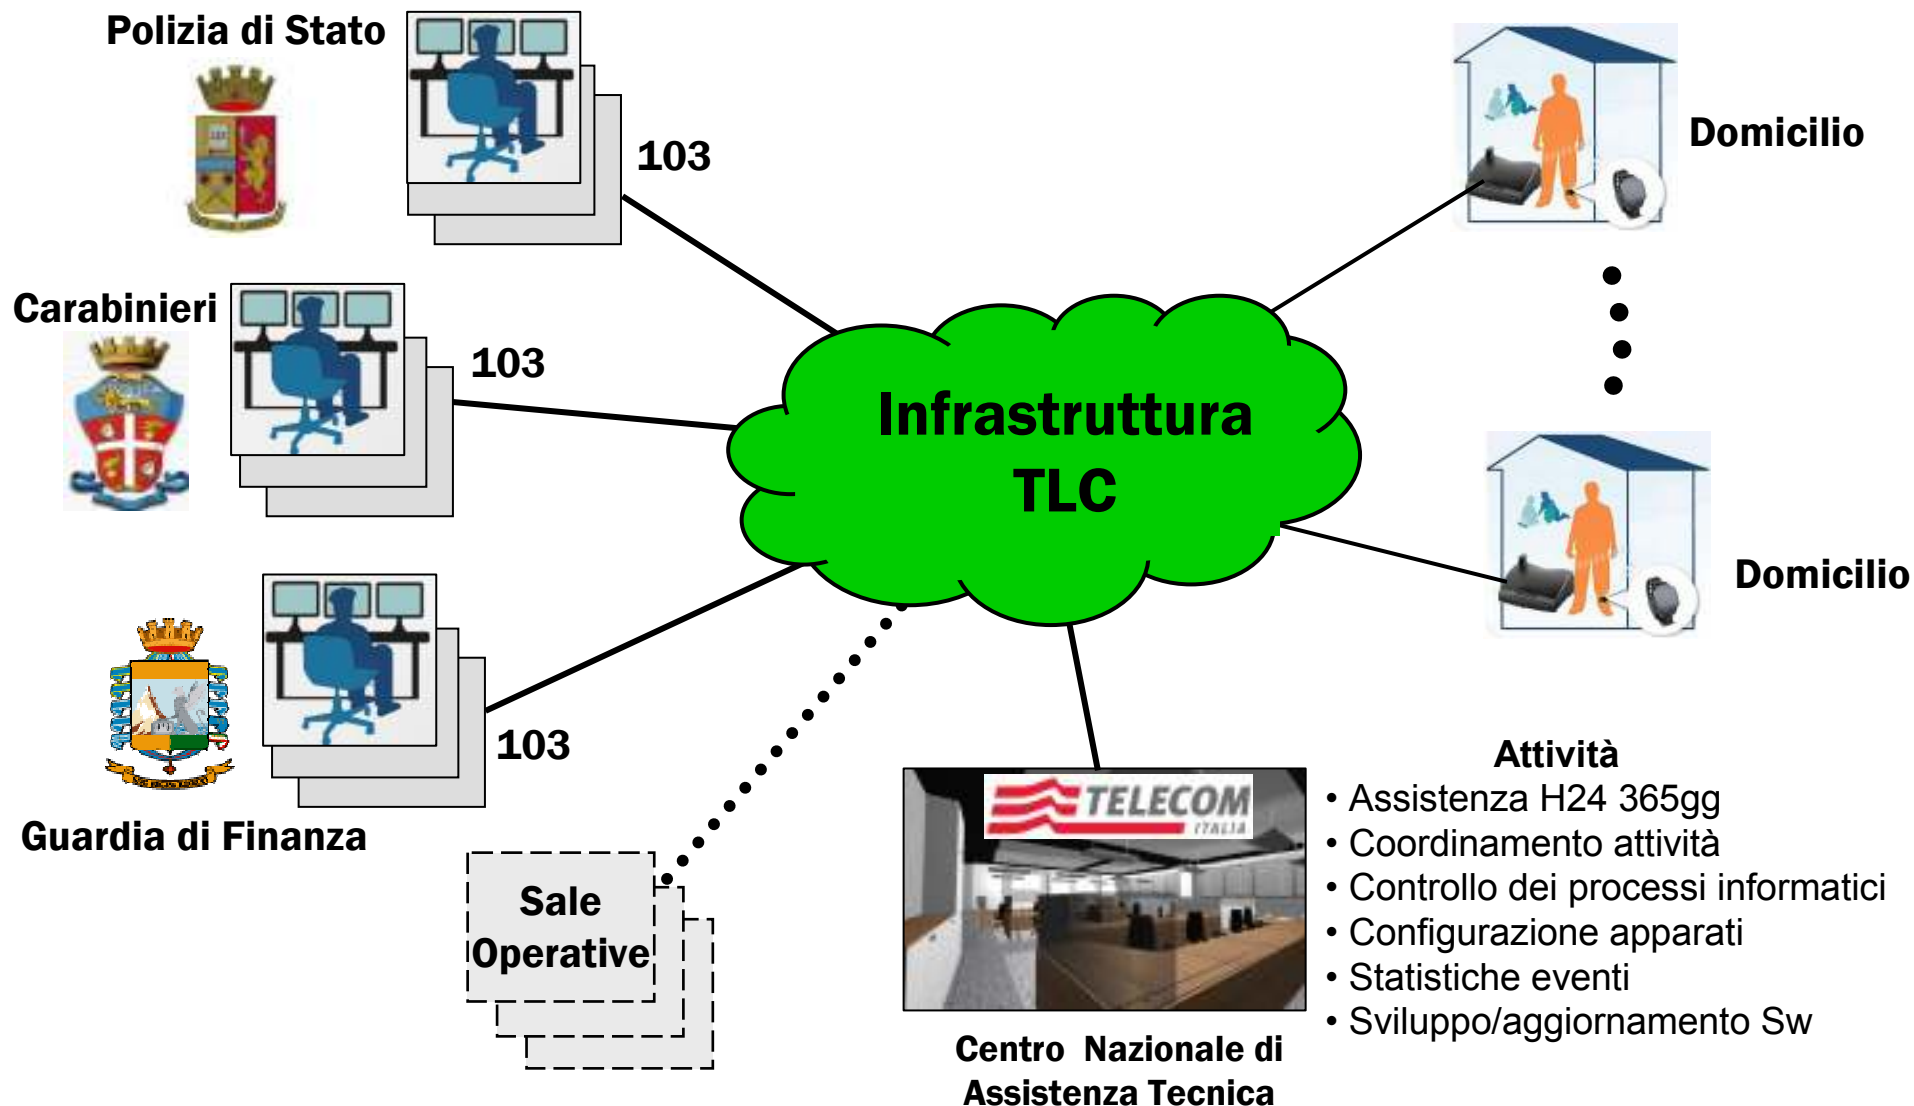 Polizia di Stato
103
Domicilio
Carabinieri
103
Infrastruttura
TLC
Domicilio
103
Guardia di Finanza
Sale
Operative
TELECOM
ITALIA
Centro Nazionale di
Assistenza Tecnica
Attività
• Assistenza H24 365gg
• Coordinamento attività
• Controllo dei processi informatici
• Configurazione apparati
• Statistiche eventi
• Sviluppo/aggiornamento Sw